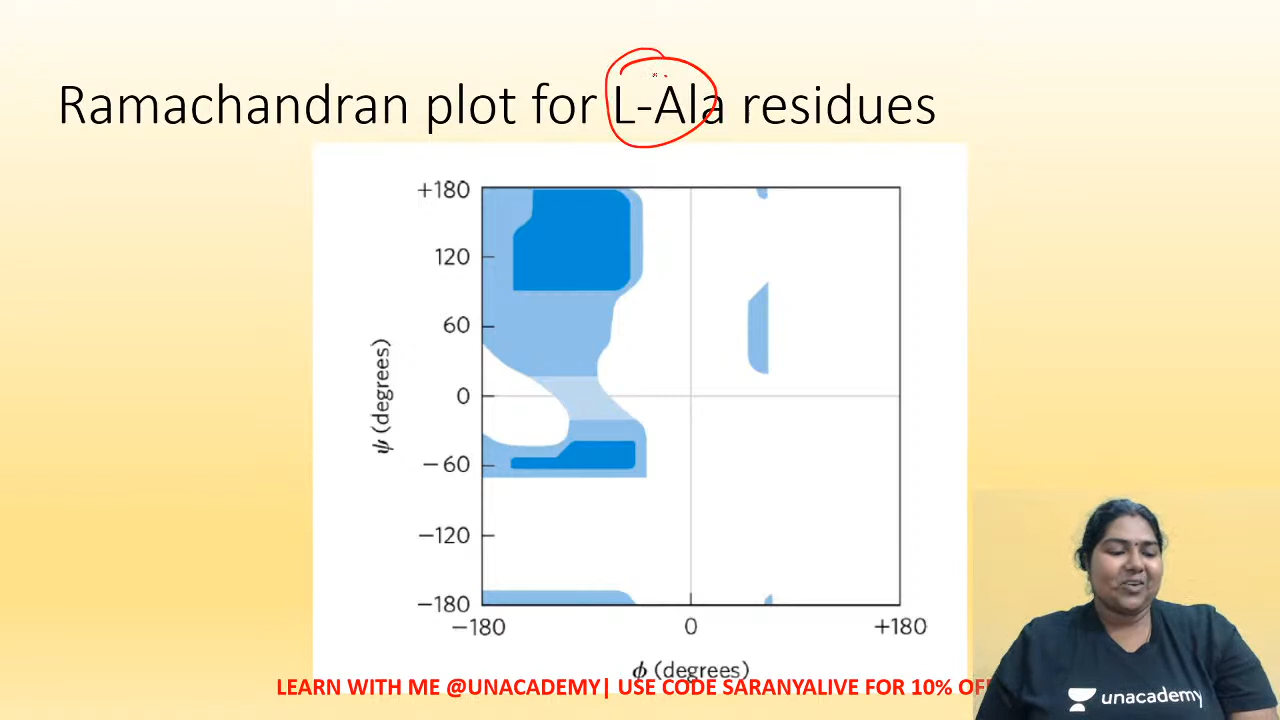 Ramachandran plot for L-Ala residues
+180
120
60
0
−60
−120
−180
ψ (degrees)
−180 0 +180
ϕ (degrees)
LEARN WITH ME @UNACADEMY| USE CODE SARANYALIVE FOR 10% OF
unacademy